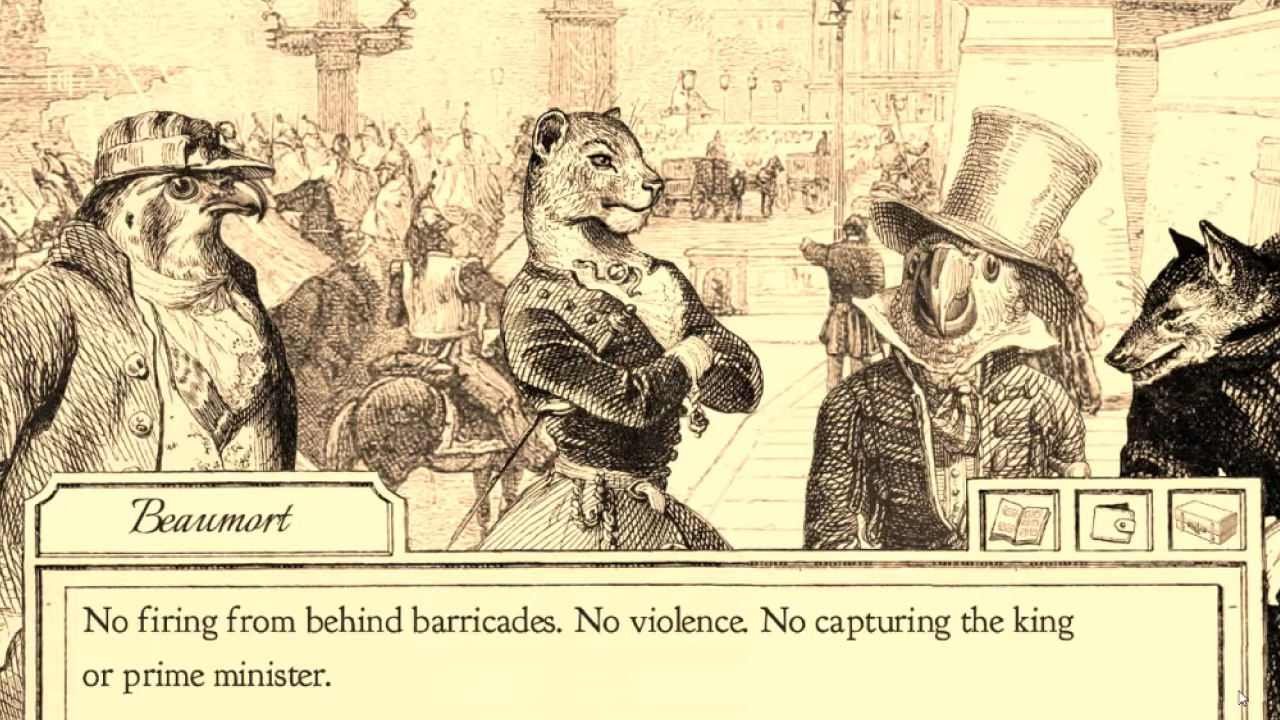 Beaumort
No firing from behind barricades. No violence. No capturing the king
or prime minister.